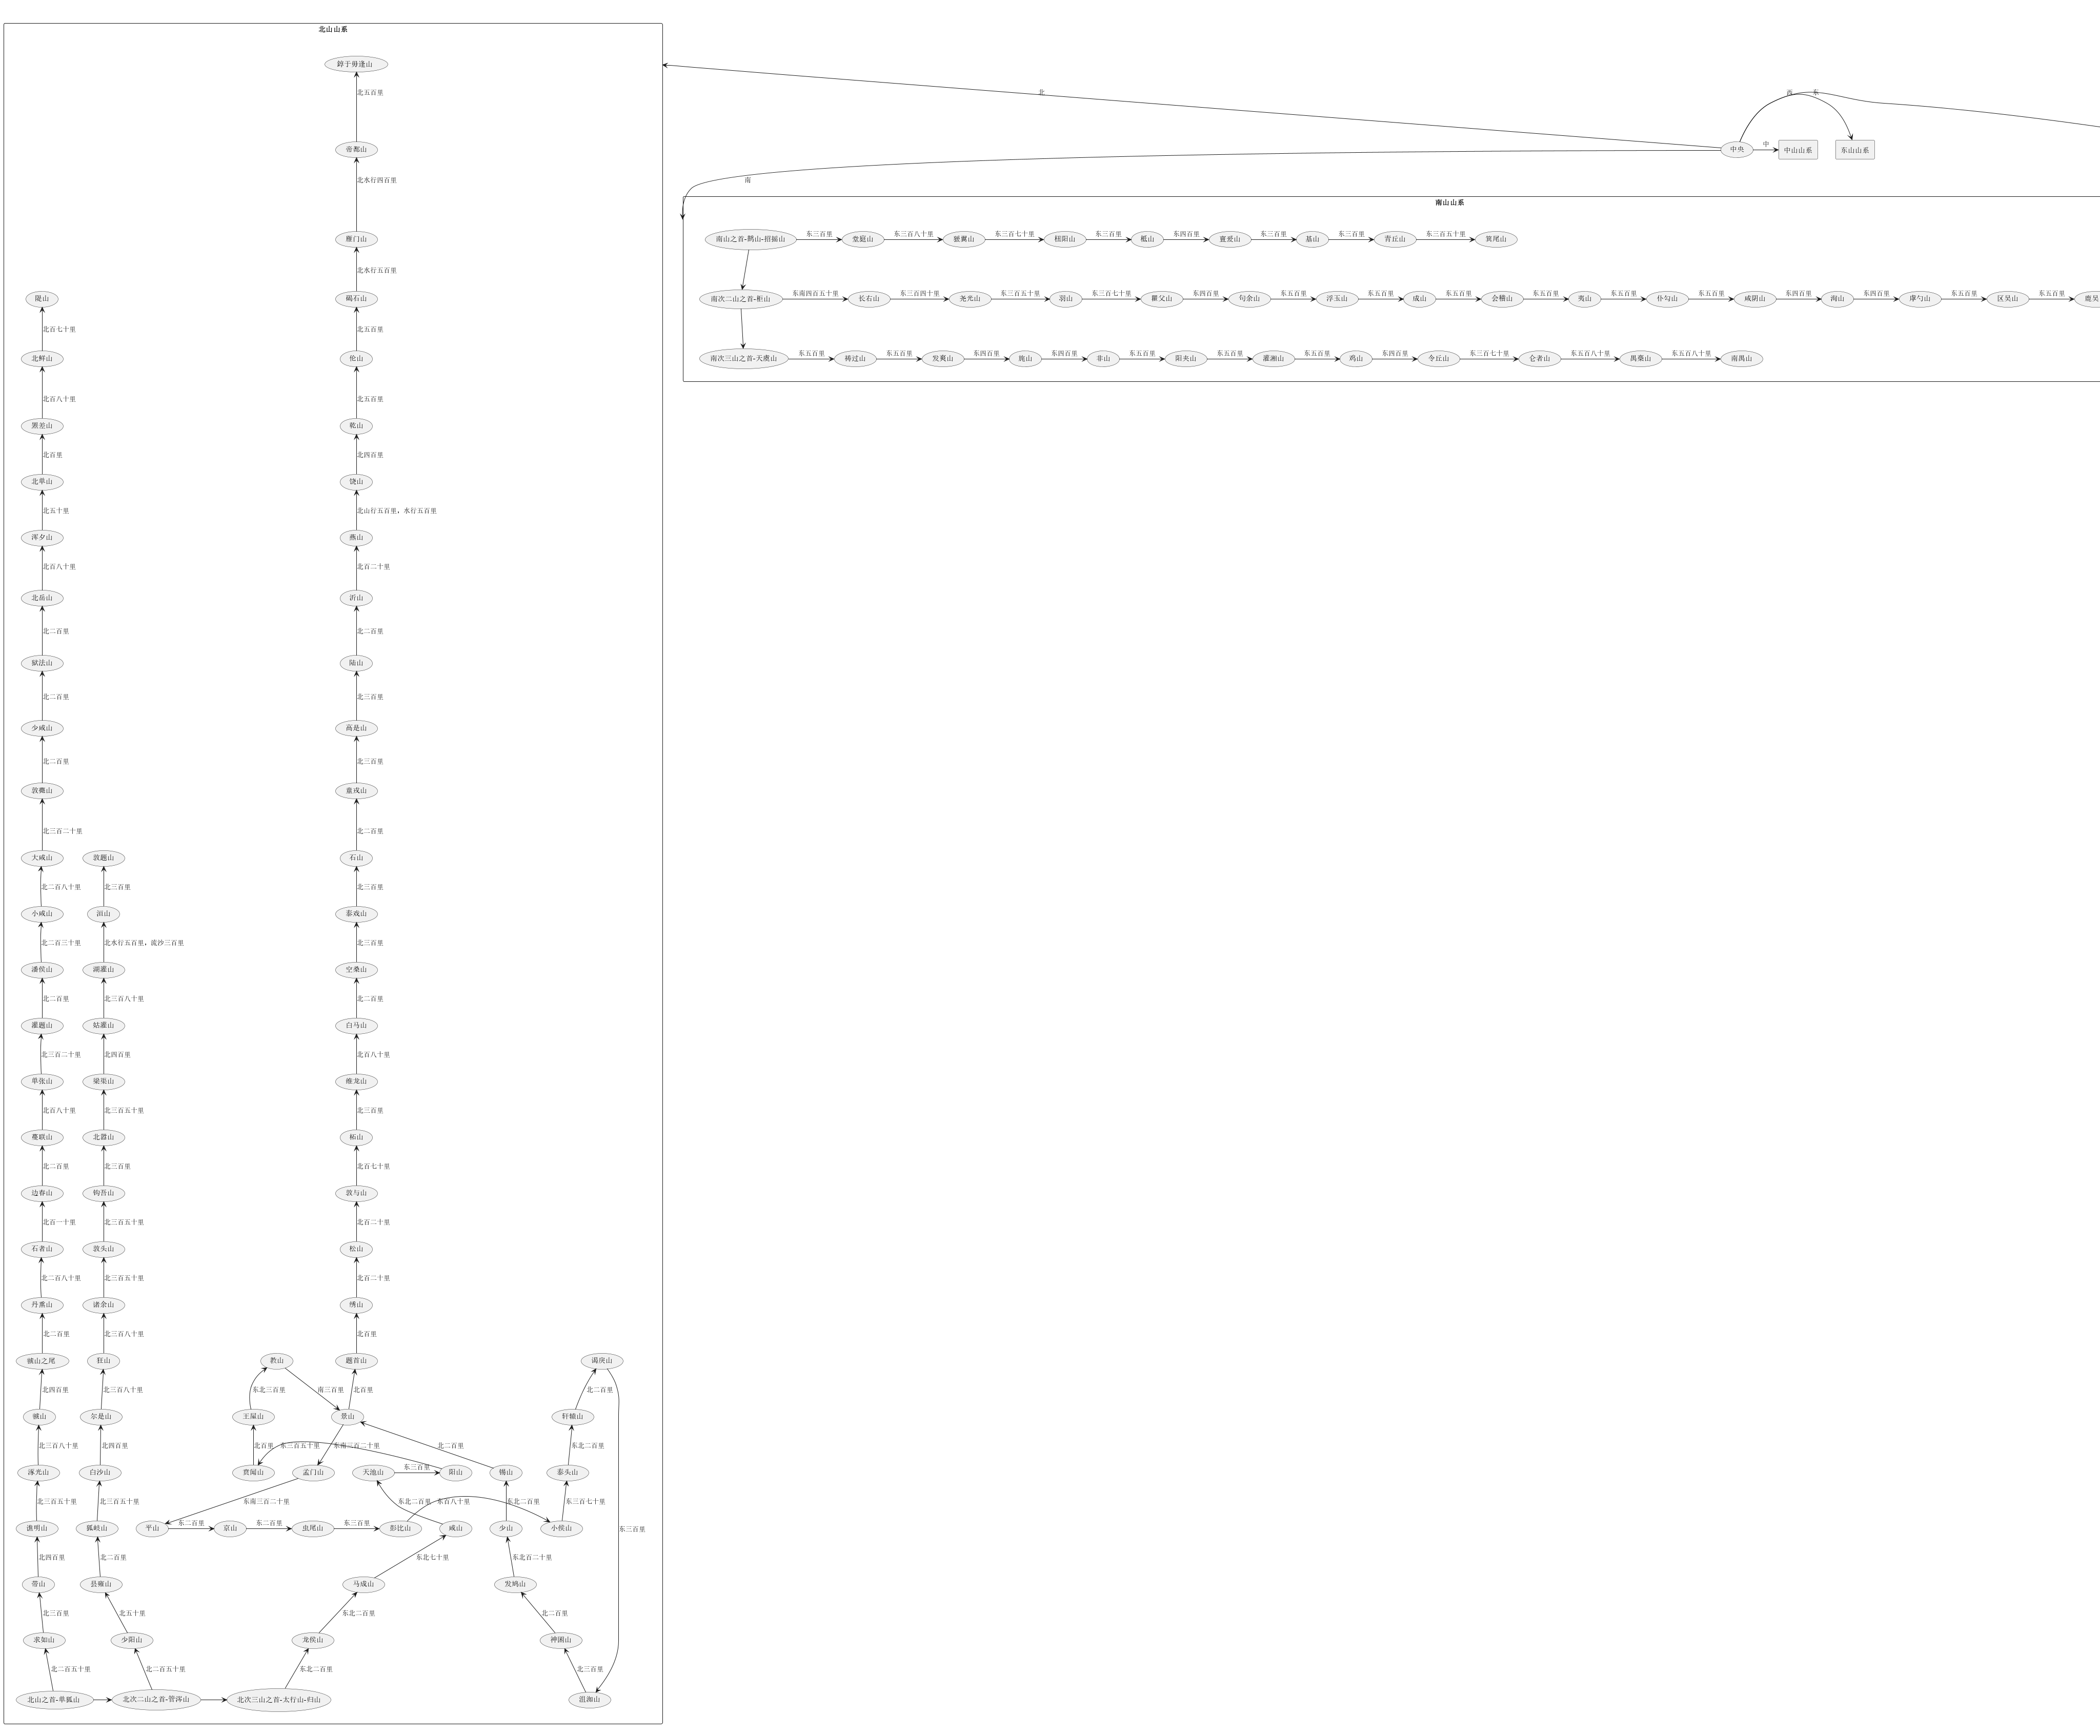 北山山系
錞于毋逢山
北五百里
帝都山
北水行四百里
雁门山
北水行五百里
碣石山
北五百里
伦山
北五百里
乾山
北四百里
饶山
北山行五百里，水行五百里
燕山
北百二十里
沂山
北二百里
陆山
北三百里
高是山
北三百里
童戎山
北二百里
石山
北三百里
泰戏山
北三百里
空桑山
北二百里
白马山
北百八十里
维龙山
北三百里
柘山
北百七十里
敦与山
北百二十里
松山
北百二十里
绣山
北百里
题首山
北百里
景山
隄山
北百七十里
北鲜山
北百八十里
罴差山
北百里
北单山
北五十里
浑夕山
北百八十里
北岳山
北二百里
狱法山
北二百里
少咸山
北二百里
敦薨山
北三百二十里
大咸山
北二百八十里
小咸山
北二百三十里
潘侯山
北二百里
灌题山
北三百二十里
单张山
北百八十里
蔓联山
北二百里
边春山
北百一十里
石者山
北二百八十里
丹熏山
北二百里
虢山之尾
北四百里
虢山
北三百八十里
涿光山
北三百五十里
谯明山
北四百里
带山
北三百里
求如山
北二百五十里
北山之首-单狐山
敦题山
北三百里
洹山
北水行五百里，流沙三百里
湖灌山
北三百八十里
姑灌山
北四百里
梁渠山
北三百五十里
北嚣山
北三百里
钩吾山
北三百五十里
敦头山
北三百五十里
诸余山
北三百八十里
狂山
北三百八十里
尔是山
北四百里
白沙山
北三百五十里
狐岐山
北二百里
县雍山
北五十里
少阳山
北二百五十里
北次二山之首-管涔山
教山
东北三百里
南三百里
王屋山
北百里
东三百五十里
东南三百二十里
贲闻山
孟门山
天池山
东三百里
阳山
东南三百二十里
东北二百里
东百八十里
平山
东二百里
京山
东二百里
虫尾山
东三百里
彭比山
咸山
东北七十里
马成山
东北二百里
龙侯山
东北二百里
北次三山之首-太行山-归山
谒戾山
北二百里
轩辕山
东北二百里
泰头山
东三百七十里
小侯山
北二百里
锡山
东北二百里
少山
东北百二十里
发鸠山
北二百里
神囷山
北三百里
沮洳山
东三百里
北
西
东
中央
中
中山山系
东山山系
南
南山山系
南山之首-鹊山-招摇山
东三百里
堂庭山
东三百八十里
猨翼山
东三百七十里
杻阳山
东三百里
柢山
东四百里
亶爰山
东三百里
基山
东三百里
青丘山
东三百五十里
箕尾山
南次二山之首-柜山
东南四百五十里
长右山
东三百四十里
尧光山
东三百五十里
羽山
东三百七十里
瞿父山
东四百里
句余山
东五百里
浮玉山
东五百里
成山
东五百里
会稽山
东五百里
夷山
东五百里
仆勾山
东五百里
咸阴山
东四百里
洵山
东四百里
虖勺山
东五百里
区吴山
东五百里
鹿吴
南次三山之首-天虞山
东五百里
祷过山
东五百里
发爽山
东四百里
旄山
东四百里
非山
东五百里
阳夹山
东五百里
灌湘山
东五百里
鸡山
东四百里
令丘山
东三百七十里
仑者山
东五百八十里
禺槀山
东五百八十里
南禺山